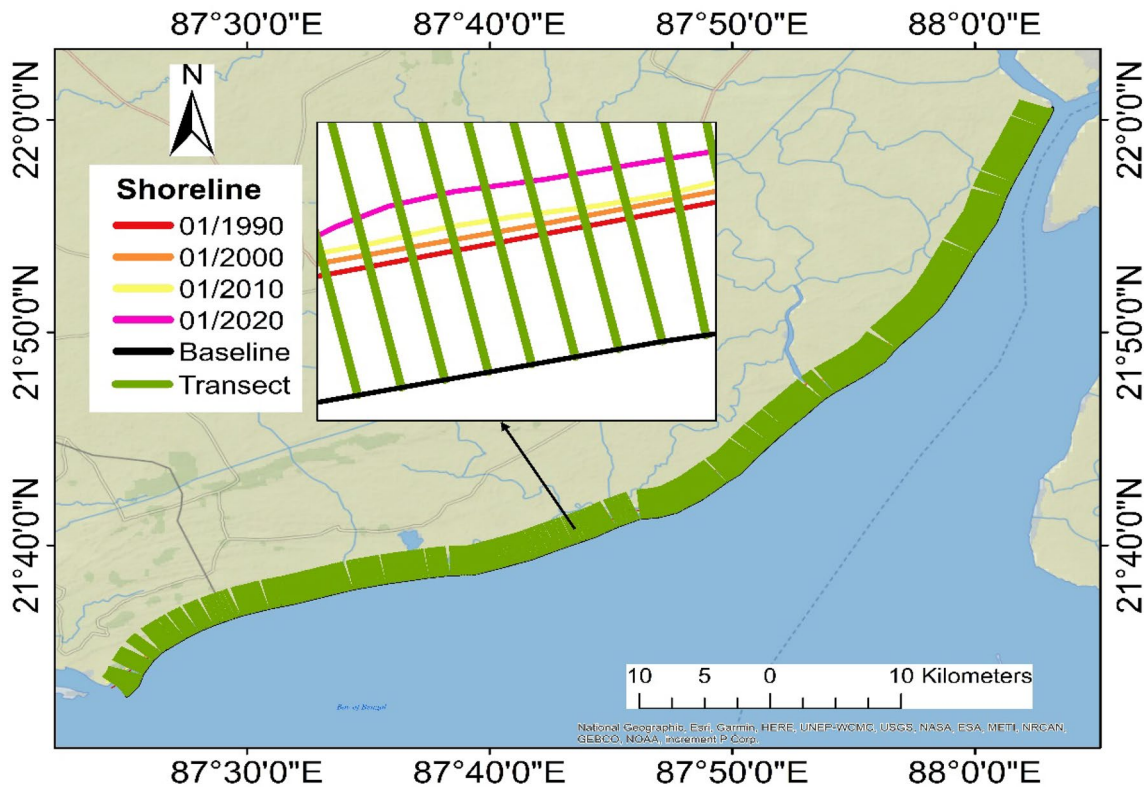 87°30'0"E 87°40'0"E 87°50'0"E 88°0'0"E
22°0'0"N
21°50'0"N
21°40'0"N
N
Shoreline
01/1990
01/2000
01/2010
01/2020
Baseline
Transect
22°0'0"N
21°50'0"N
21°40'0"N
10 5 0 10 Kilometers
Bay of Bengal
National Geographic, Esri, Garmin, HERE, UNEP-WCMC, USGS, NASA, ESA, METI, NRCAN,
GEBCO, NOAA, increment P Corp.
87°30'0"E 87°40'0"E 87°50'0"E 88°0'0"E